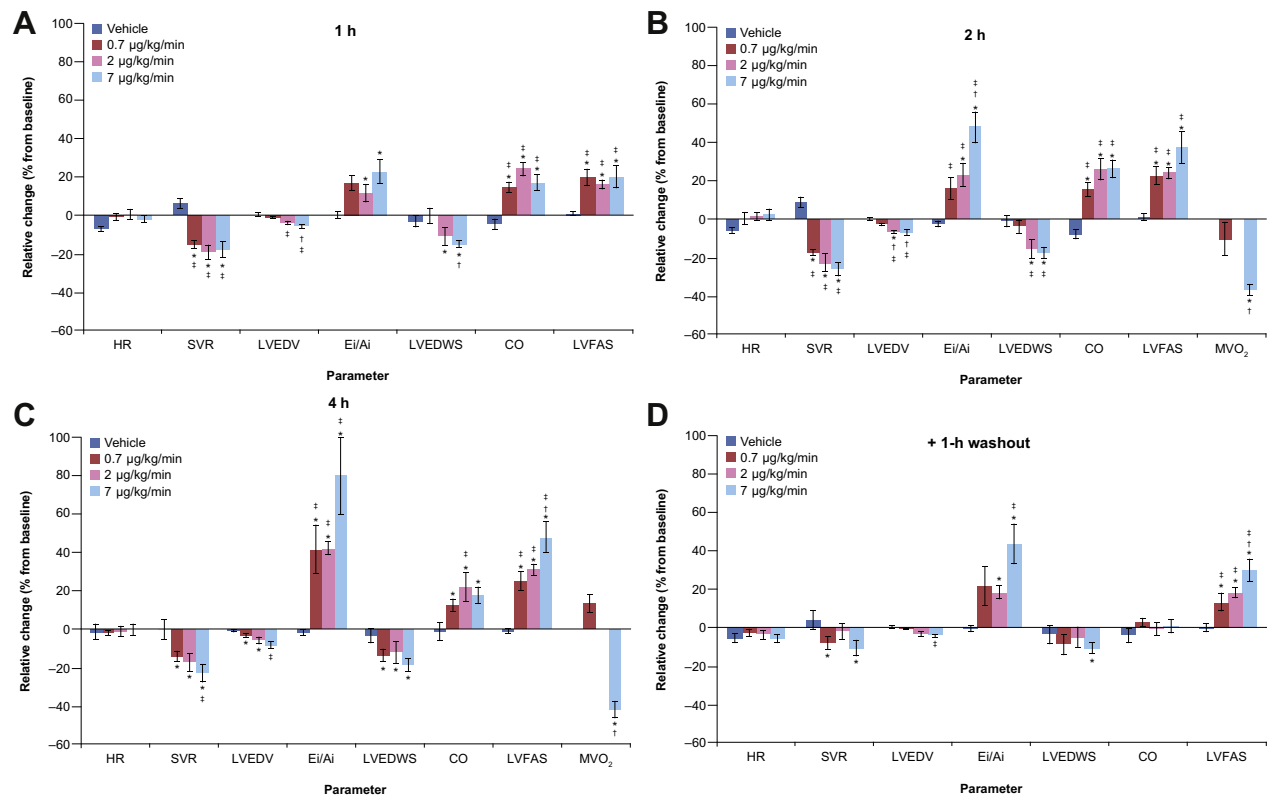 A
1 h
Vehicle
0.7 µg/kg/min
2 µg/kg/min
7 µg/kg/min
Relative change (% from baseline)
100
80
60
40
20
0
–20
–40
–60
* ‡ * ‡ * ‡ ‡ † ‡ * * * * † ‡ * ‡ * ‡ * ‡ * ‡ * ‡ *
HR SVR LVEDV Ei/Ai LVEDWS CO LVFAS
Parameter
B
2 h
Vehicle
0.7 µg/kg/min
2 µg/kg/min
7 µg/kg/min
Relative change (% from baseline)
100
80
60
40
20
0
–20
–40
–60
* ‡ * ‡ * ‡ * † ‡ † ‡ ‡ * ‡ * ‡ † * * ‡ * ‡ ‡ * ‡ * ‡ * ‡ * ‡ * ‡ * * †
HR SVR LVEDV Ei/Ai LVEDWS CO LVFAS MVO₂
Parameter
C
4 h
Vehicle
0.7 µg/kg/min
2 µg/kg/min
7 µg/kg/min
Relative change (% from baseline)
100
80
60
40
20
0
–20
–40
–60
* * * ‡ * * ‡ ‡ * ‡ * ‡ * * * * * ‡ * * ‡ * ‡ * ‡ † * * †
HR SVR LVEDV Ei/Ai LVEDWS CO LVFAS MVO₂
Parameter
D
+ 1-h washout
Vehicle
0.7 µg/kg/min
2 µg/kg/min
7 µg/kg/min
Relative change (% from baseline)
100
80
60
40
20
0
–20
–40
–60
* * ‡ * ‡ * * ‡ * ‡ * ‡ † *
HR SVR LVEDV Ei/Ai LVEDWS CO LVFAS
Parameter